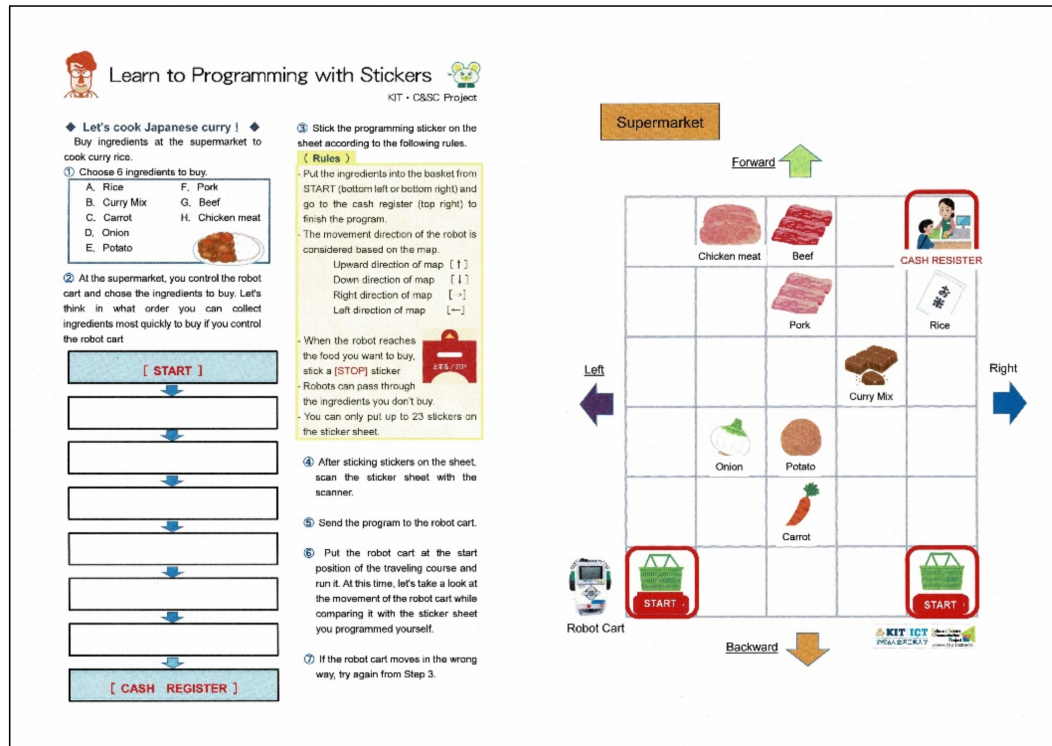 Learn to Programming with Stickers
KIT・C&SC Project
◆ Let's cook Japanese curry ! ◆
Buy ingredients at the supermarket to
cook curry rice.
① Choose 6 ingredients to buy.
A, Rice
B. Curry Mix
C. Carrot
D. Onion
E. Potato
F. Pork
G. Beef
H. Chicken meat
② At the supermarket, you control the robot
cart and chose the ingredients to buy. Let's
think in what order you can collect
ingredients most quickly to buy if you control
the robot cart
[ START ]
[ CASH REGISTER ]
③ Stick the programming sticker on the
sheet according to the following rules.
( Rules )
- Put the ingredients into the basket from
START (bottom left or bottom right) and
go to the cash register (top right) to
finish the program.
- The movement direction of the robot is
considered based on the map.
Upward direction of map [↑]
Down direction of map [↓]
Right direction of map [→]
Left direction of map [←]
- When the robot reaches
the food you want to buy,
stick a [STOP] sticker
- Robots can pass through
the ingredients you don't buy.
- You can only put up to 23 stickers on
the sticker sheet.
④ After sticking stickers on the sheet,
scan the sticker sheet with the
scanner.
⑤ Send the program to the robot cart.
⑥ Put the robot cart at the start
position of the traveling course and
run it. At this time, let's take a look at
the movement of the robot cart while
comparing it with the sticker sheet
you programmed yourself.
⑦ If the robot cart moves in the wrong
way, try again from Step 3.
Supermarket
Forward
Chicken meat
Beef
CASH RESISTER
Pork
お米
Rice
Left
Curry Mix
Right
Onion
Potato
Carrot
START
START
Robot Cart
Backward
KIT ICT